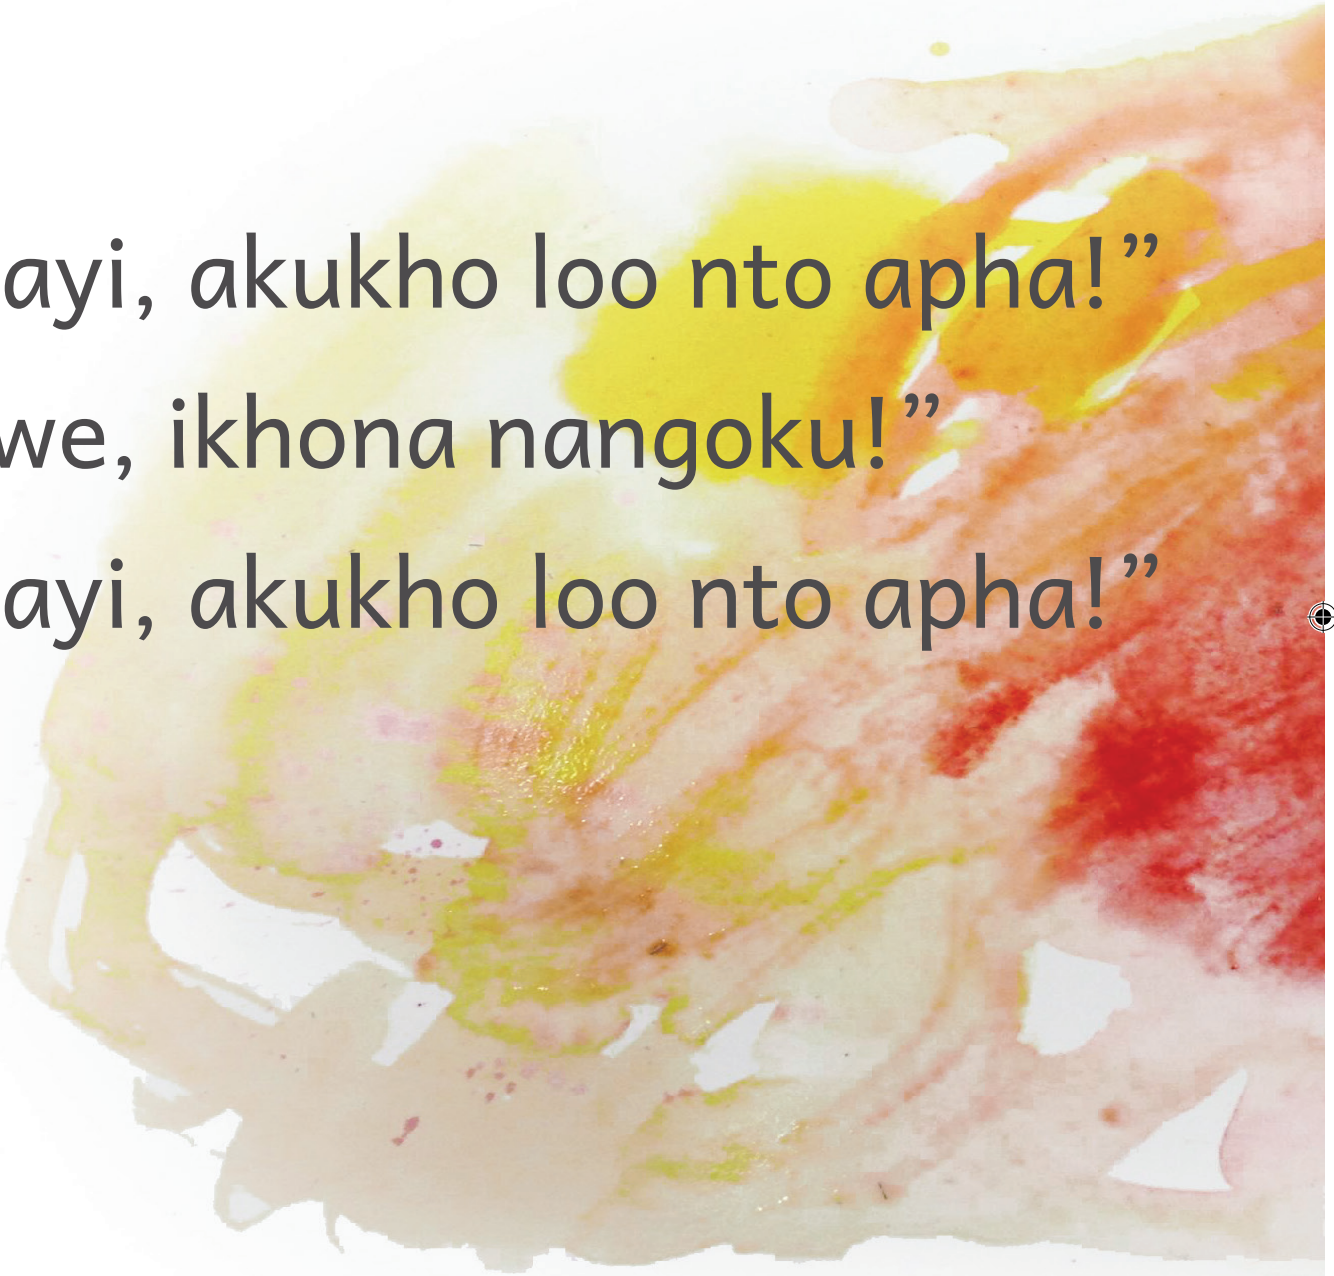 ayi, akukho loo nto apha!”
we, ikhona nangoku!”
ayi, akukho loo nto apha!”